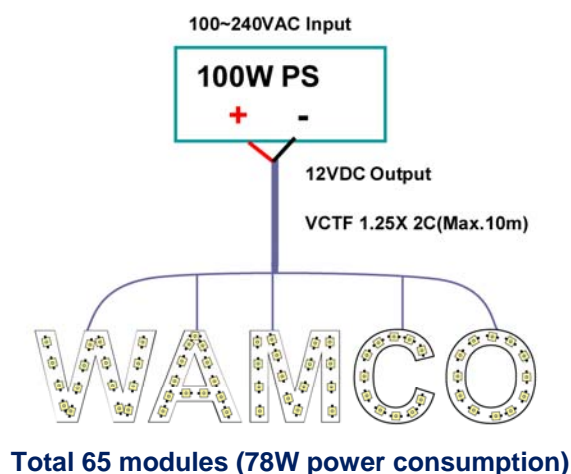 100~240VAC Input
100W PS
+ -
12VDC Output
VCTF 1.25X 2C(Max.10m)
WAMCO
Total 65 modules (78W power consumption)